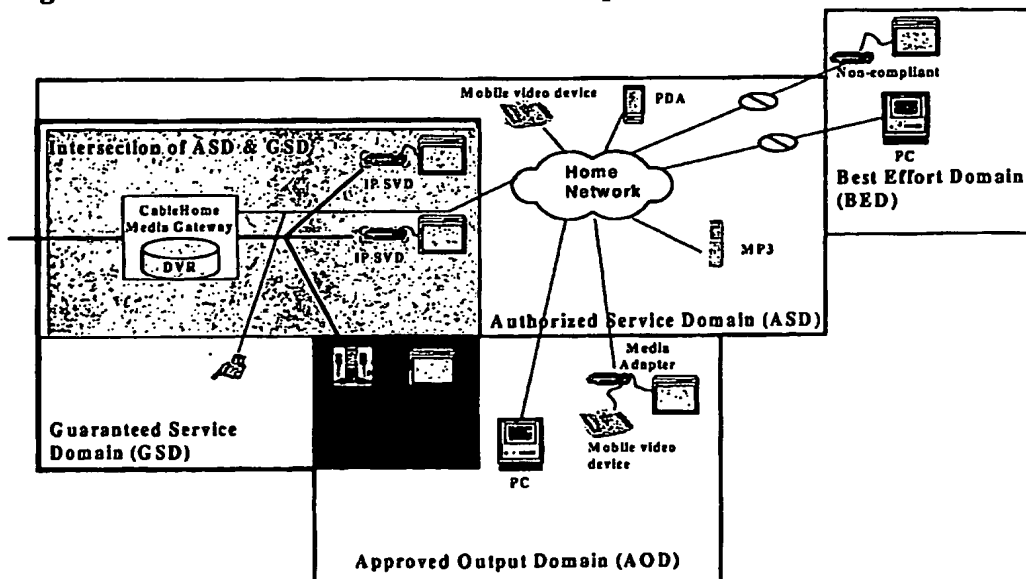 Mobile video device
PDA
Non-compliant
PC
Best Effort Domain
(BED)
Intersection of ASD & GSD
IP SVD
CableHome
Media Gateway
DVR
IP SVD
Home
Network
MP3
Authorized Service Domain (ASD)
Media
Adapter
Guaranteed Service
Domain (GSD)
PC
Mobile video
device
Approved Output Domain (AOD)